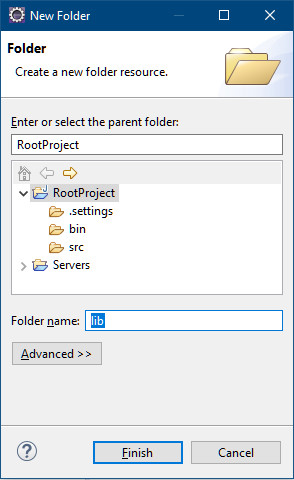 New Folder
Folder
Create a new folder resource.
Enter or select the parent folder:
RootProject
RootProject
.settings
bin
src
Servers
Folder name: lib
Advanced >>
? Finish Cancel